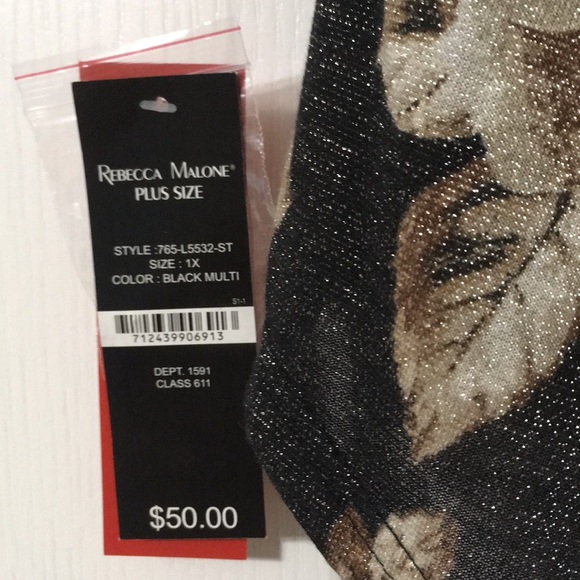 REBECCA MALONE®
PLUS SIZE
STYLE :765-L5532-ST
SIZE : 1X
COLOR : BLACK MULTI
S1-1
712439906913
DEPT. 1591
CLASS 611
$50.00